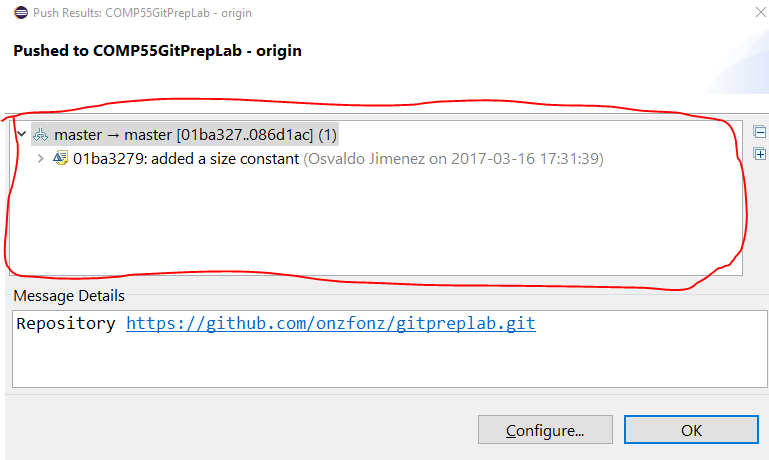 Push Results: COMP55GitPrepLab - origin
Pushed to COMP55GitPrepLab - origin
master → master [01ba327..086d1ac] (1)
01ba3279: added a size constant (Osvaldo Jimenez on 2017-03-16 17:31:39)
Message Details
Repository https://github.com/onzfonz/gitpreplab.git
Configure... OK